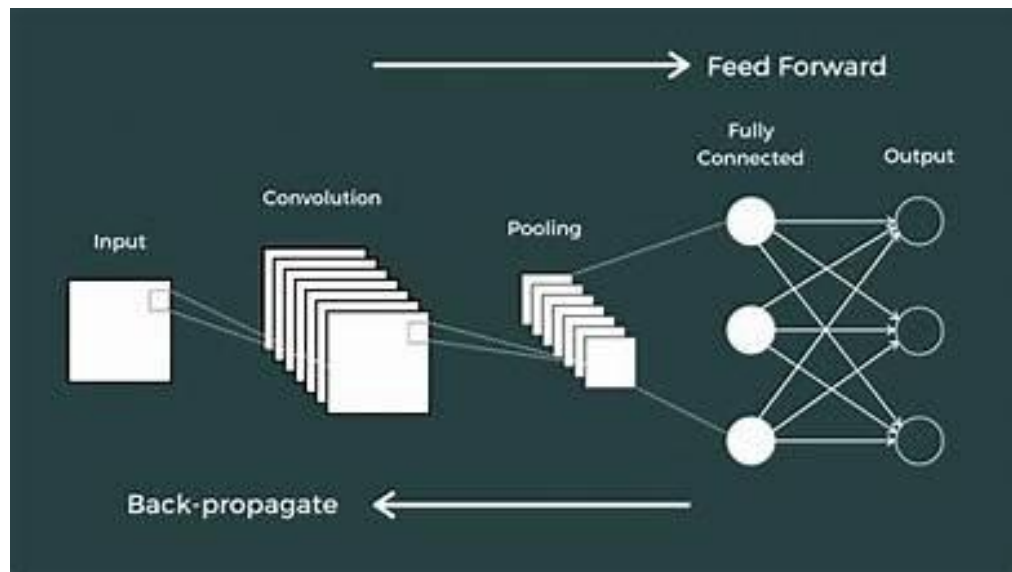 Feed Forward
Fully
Connected
Output
Convolution
Pooling
Input
Back-propagate